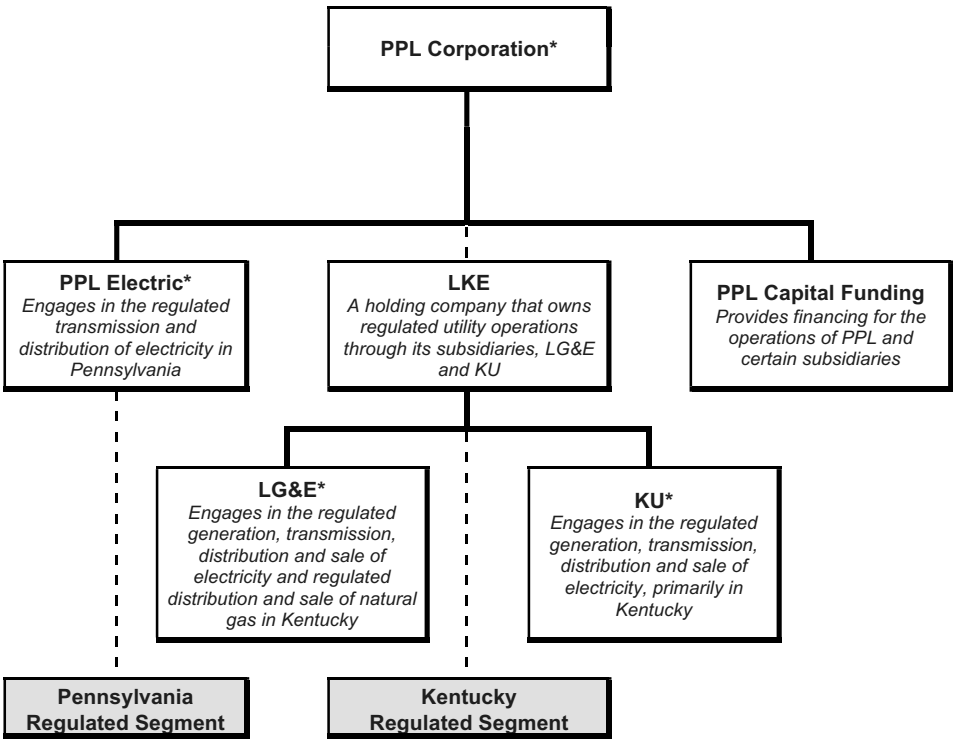 PPL Corporation*
PPL Electric*
Engages in the regulated
transmission and
distribution of electricity in
Pennsylvania
LKE
A holding company that owns
regulated utility operations
through its subsidiaries, LG&E
and KU
PPL Capital Funding
Provides financing for the
operations of PPL and
certain subsidiaries
LG&E*
Engages in the regulated
generation, transmission,
distribution and sale of
electricity and regulated
distribution and sale of natural
gas in Kentucky
KU*
Engages in the regulated
generation, transmission,
distribution and sale of
electricity, primarily in
Kentucky
Pennsylvania
Regulated Segment
Kentucky
Regulated Segment